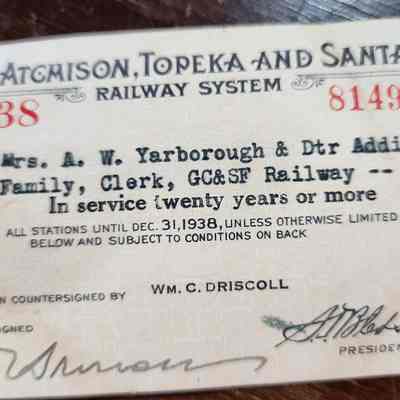 ATCHISON, TOPEKA AND SANTA
RAILWAY SYSTEM
38 8149
Mrs. A. W. Yarborough & Dtr Addi
Family, Clerk, GC&SF Railway --
In service twenty years or more
ALL STATIONS UNTIL DEC. 31, 1938, UNLESS OTHERWISE LIMITED
BELOW AND SUBJECT TO CONDITIONS ON BACK
N COUNTERSIGNED BY WM. C. DRISCOLL
IGNED
PRESIDEN